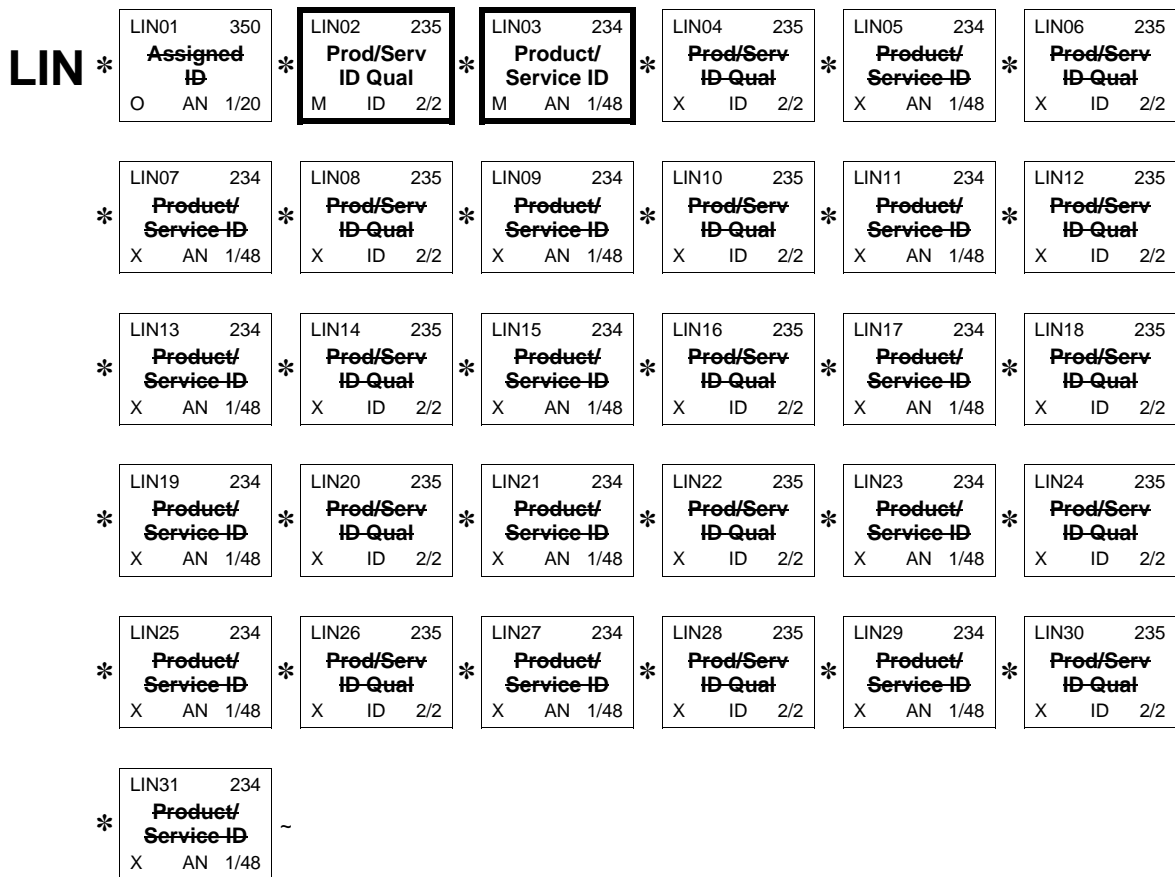 LIN01 350 LIN02 235 LIN03 234 LIN04 235 LIN05 234 LIN06 235
LIN * Assigned * Prod/Serv * Product/ * Prod/Serv * Product/ * Prod/Serv
ID ID Qual Service ID ID Qual Service ID ID Qual
O AN 1/20 M ID 2/2 M AN 1/48 X ID 2/2 X AN 1/48 X ID 2/2
LIN07 234 LIN08 235 LIN09 234 LIN10 235 LIN11 234 LIN12 235
* Product/ * Prod/Serv * Product/ * Prod/Serv * Product/ * Prod/Serv
Service ID ID Qual Service ID ID Qual Service ID ID Qual
X AN 1/48 X ID 2/2 X AN 1/48 X ID 2/2 X AN 1/48 X ID 2/2
LIN13 234 LIN14 235 LIN15 234 LIN16 235 LIN17 234 LIN18 235
* Product/ * Prod/Serv * Product/ * Prod/Serv * Product/ * Prod/Serv
Service ID ID Qual Service ID ID Qual Service ID ID Qual
X AN 1/48 X ID 2/2 X AN 1/48 X ID 2/2 X AN 1/48 X ID 2/2
LIN19 234 LIN20 235 LIN21 234 LIN22 235 LIN23 234 LIN24 235
* Product/ * Prod/Serv * Product/ * Prod/Serv * Product/ * Prod/Serv
Service ID ID Qual Service ID ID Qual Service ID ID Qual
X AN 1/48 X ID 2/2 X AN 1/48 X ID 2/2 X AN 1/48 X ID 2/2
LIN25 234 LIN26 235 LIN27 234 LIN28 235 LIN29 234 LIN30 235
* Product/ * Prod/Serv * Product/ * Prod/Serv * Product/ * Prod/Serv
Service ID ID Qual Service ID ID Qual Service ID ID Qual
X AN 1/48 X ID 2/2 X AN 1/48 X ID 2/2 X AN 1/48 X ID 2/2
LIN31 234
* Product/ ~
Service ID
X AN 1/48